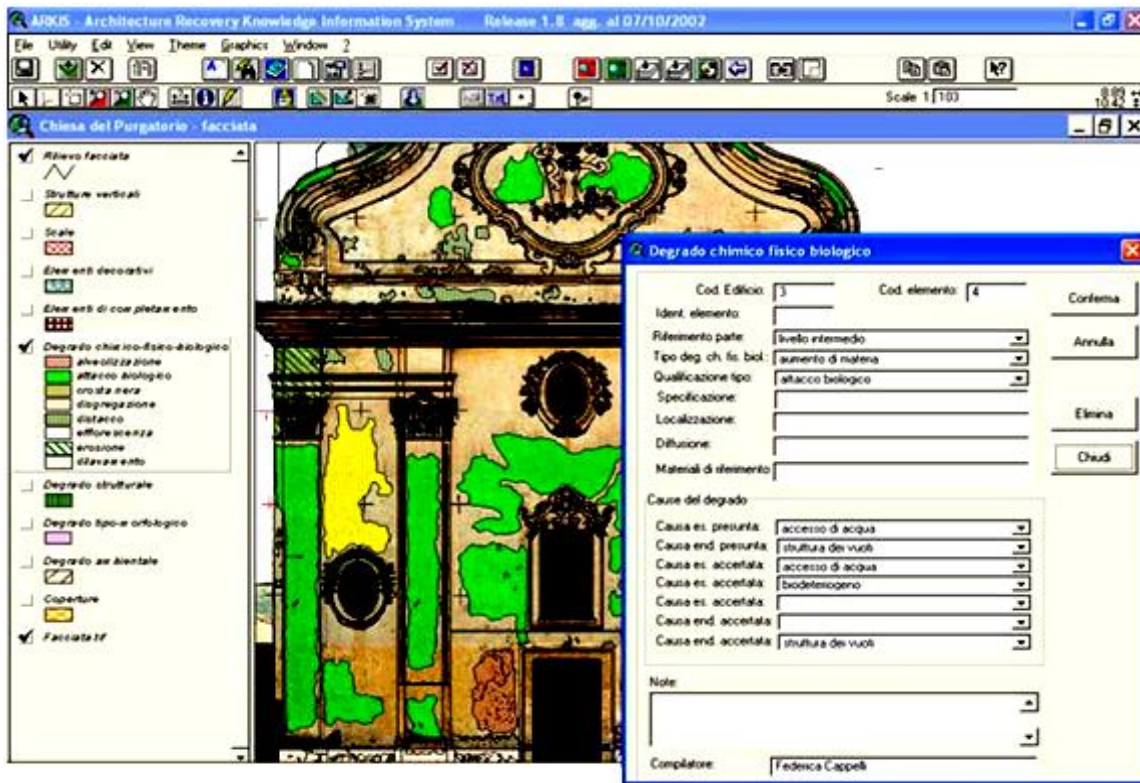 ARKIS - Architecture Recovery Knowledge Information System Release 1.8 agg. al 07/10/2002
File Utility Edit View Theme Graphics Window ?
Scale 1 103
8.89
10.42
Chiesa del Purgatorio - facciata
Rilievo facciata
Strutture verticali
Scale
Elementi decorativi
Elementi di completamento
Degrado chimico-fisico-biologico
alveolizzazione
attacco biologico
crosta nera
disgregazione
distacco
efflorescenza
erosione
dilavamento
Degrado strutturale
Degrado tipo-morfologico
Degrado ambientale
Coperture
Facciata.tif
Degrado chimico fisico biologico
Cod. Edificio: 3 Cod. elemento: 4
Ident. elemento:
Riferimento parte: livello intermedio
Tipo deg. ch. fis. biol.: aumento di materia
Qualificazione tipo: attacco biologico
Specificazione:
Localizzazione:
Diffusione:
Materiali di riferimento:
Conferma
Annulla
Elimina
Chiudi
Cause del degrado
Causa es. presunta: accesso di acqua
Causa end. presunta: struttura dei vuoti
Causa es. accertata: accesso di acqua
Causa es. accertata: biodeteriogeno
Causa es. accertata:
Causa end. accertata:
Causa end. accertata: struttura dei vuoti
Note:
Compilatore: Federica Cappelli